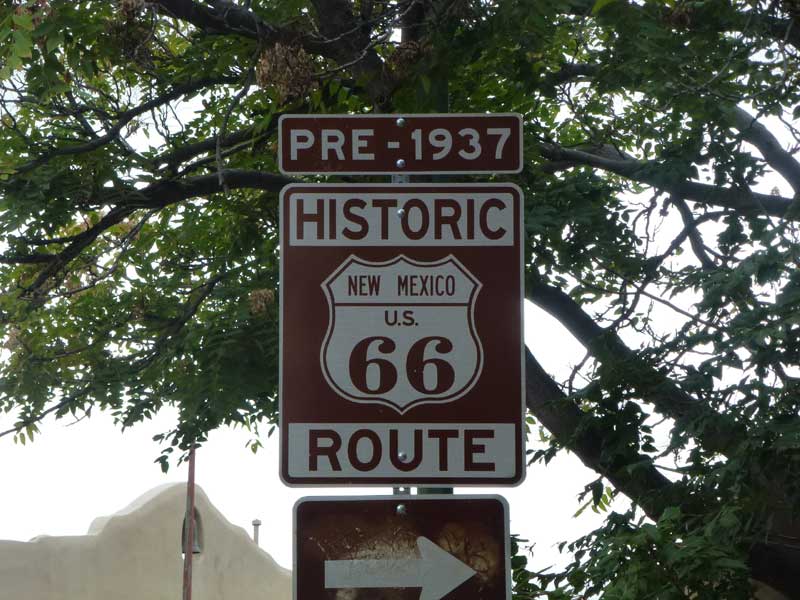 PRE - 1937
HISTORIC
NEW MEXICO
U.S.
66
ROUTE